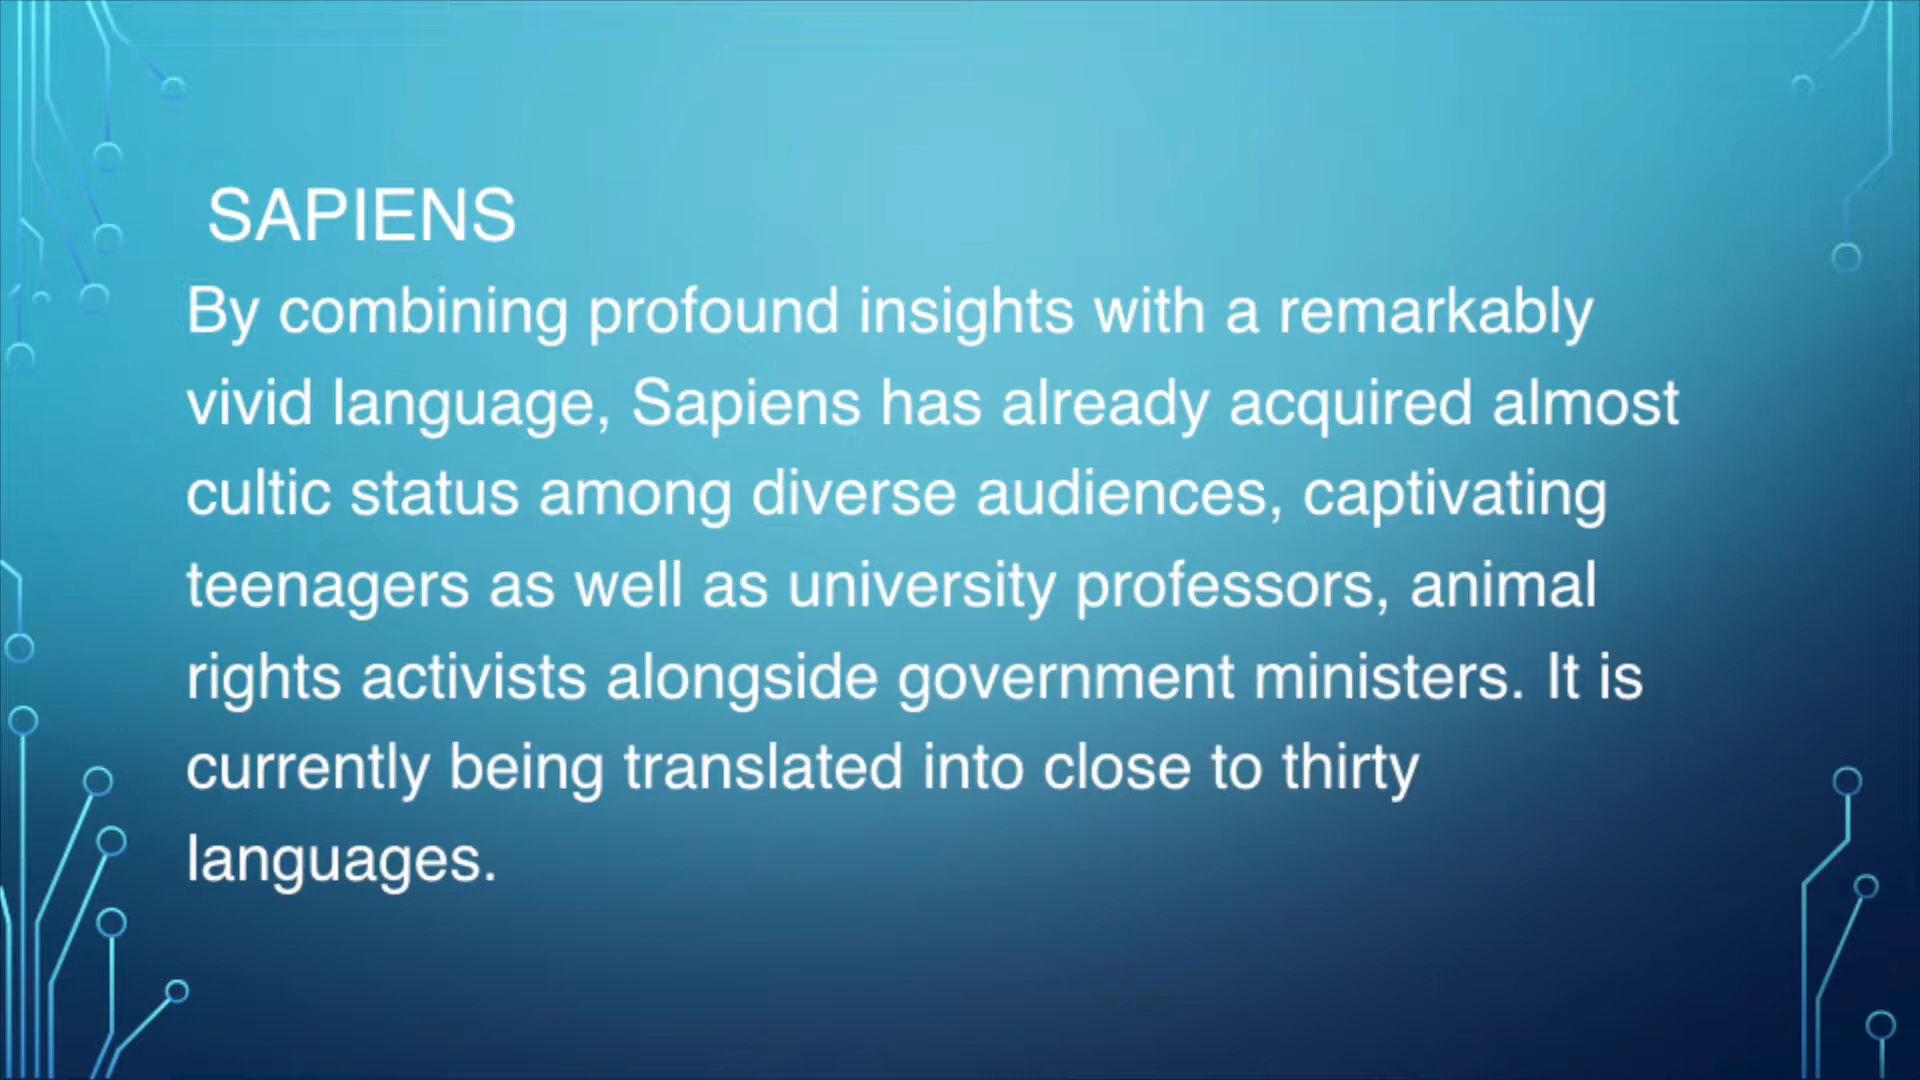 SAPIENS
By combining profound insights with a remarkably
vivid language, Sapiens has already acquired almost
cultic status among diverse audiences, captivating
teenagers as well as university professors, animal
rights activists alongside government ministers. It is
currently being translated into close to thirty
languages.